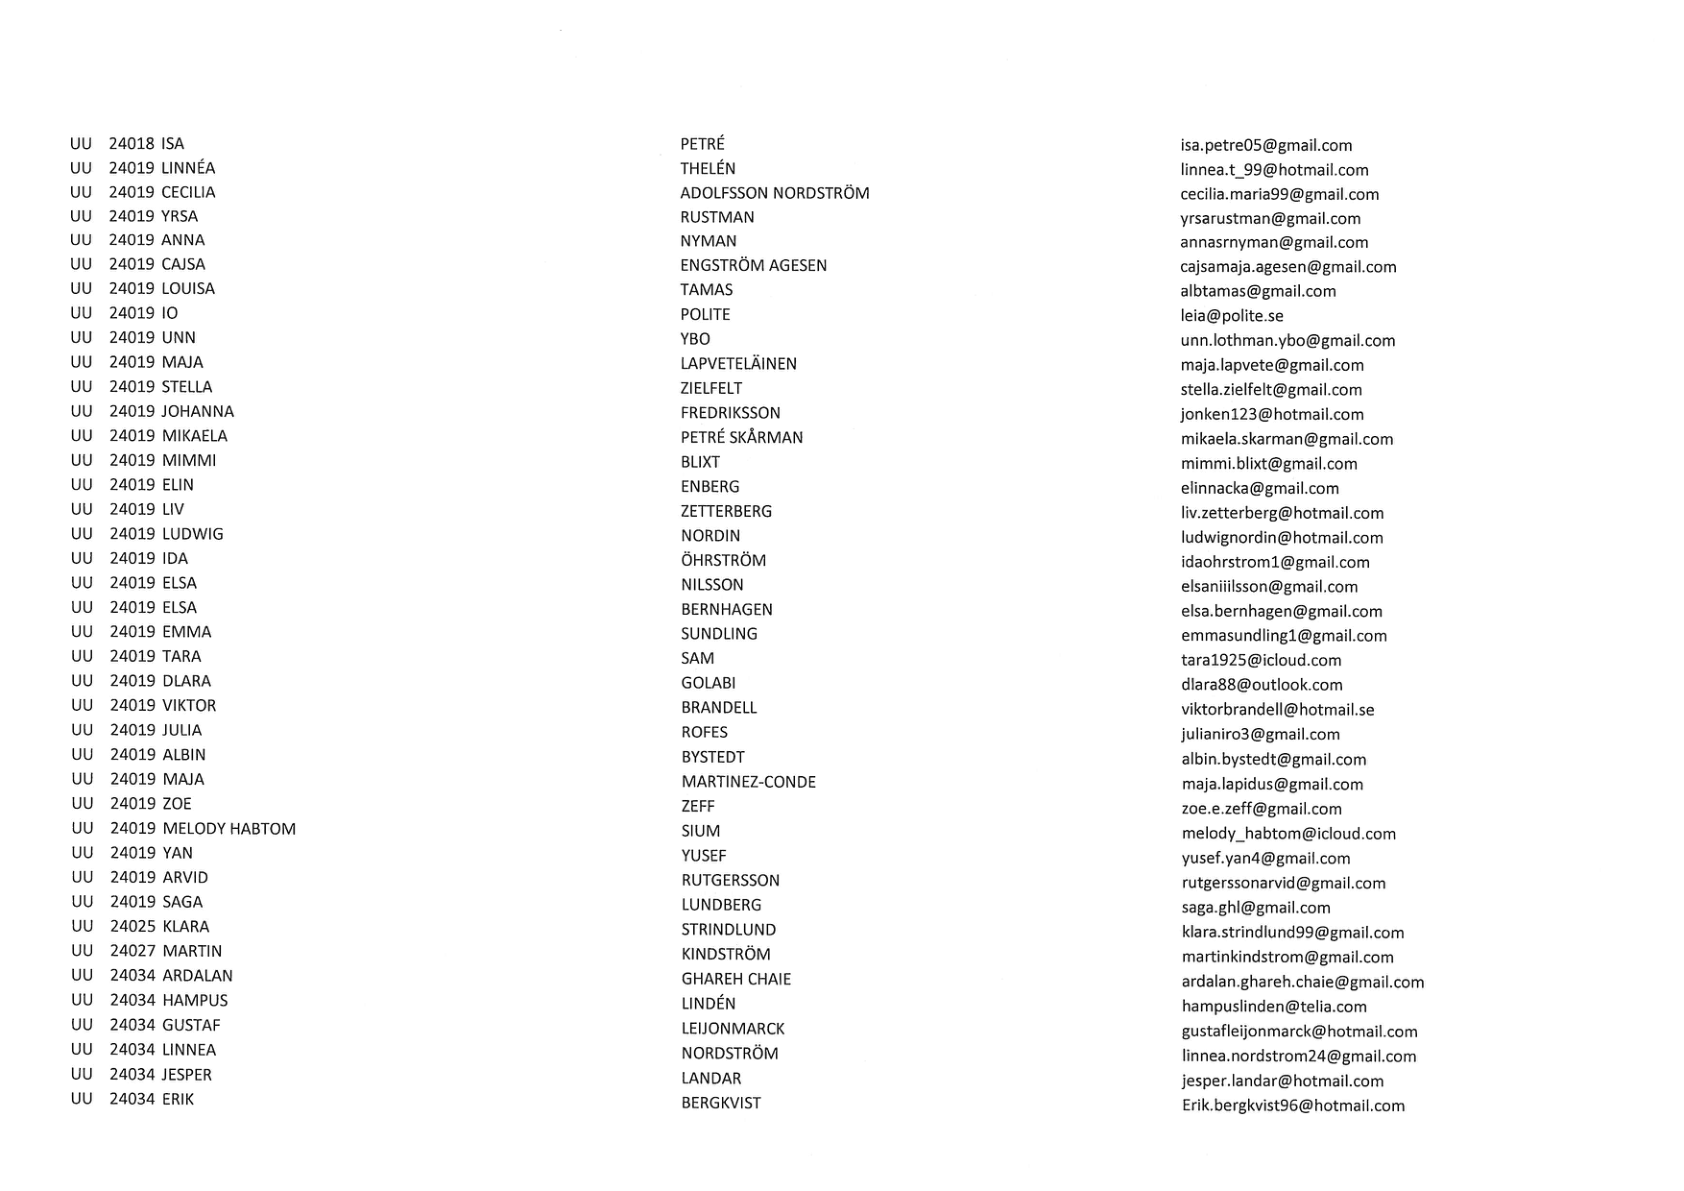 UU 24018 ISA PETRÉ isa.petre05@gmail.com
UU 24019 LINNÉA THELÉN linnea.t_99@hotmail.com
UU 24019 CECILIA ADOLFSSON NORDSTRÖM cecilia.maria99@gmail.com
UU 24019 YRSA RUSTMAN yrsarustman@gmail.com
UU 24019 ANNA NYMAN annasrnyman@gmail.com
UU 24019 CAJSA ENGSTRÖM AGESEN cajsamaja.agesen@gmail.com
UU 24019 LOUISA TAMAS albtamas@gmail.com
UU 24019 IO POLITE leia@polite.se
UU 24019 UNN YBO unn.lothman.ybo@gmail.com
UU 24019 MAJA LAPVETELÄINEN maja.lapvete@gmail.com
UU 24019 STELLA ZIELFELT stella.zielfelt@gmail.com
UU 24019 JOHANNA FREDRIKSSON jonken123@hotmail.com
UU 24019 MIKAELA PETRÉ SKÅRMAN mikaela.skarman@gmail.com
UU 24019 MIMMI BLIXT mimmi.blixt@gmail.com
UU 24019 ELIN ENBERG elinnacka@gmail.com
UU 24019 LIV ZETTERBERG liv.zetterberg@hotmail.com
UU 24019 LUDWIG NORDIN ludwignordin@hotmail.com
UU 24019 IDA ÖHRSTRÖM idaohrstrom1@gmail.com
UU 24019 ELSA NILSSON elsaniiilsson@gmail.com
UU 24019 ELSA BERNHAGEN elsa.bernhagen@gmail.com
UU 24019 EMMA SUNDLING emmasundling1@gmail.com
UU 24019 TARA SAM tara1925@icloud.com
UU 24019 DLARA GOLABI dlara88@outlook.com
UU 24019 VIKTOR BRANDELL viktorbrandell@hotmail.se
UU 24019 JULIA ROFES julianiro3@gmail.com
UU 24019 ALBIN BYSTEDT albin.bystedt@gmail.com
UU 24019 MAJA MARTINEZ-CONDE maja.lapidus@gmail.com
UU 24019 ZOE ZEFF zoe.e.zeff@gmail.com
UU 24019 MELODY HABTOM SIUM melody_habtom@icloud.com
UU 24019 YAN YUSEF yusef.yan4@gmail.com
UU 24019 ARVID RUTGERSSON rutgerssonarvid@gmail.com
UU 24019 SAGA LUNDBERG saga.ghl@gmail.com
UU 24025 KLARA STRINDLUND klara.strindlund99@gmail.com
UU 24027 MARTIN KINDSTRÖM martinkindstrom@gmail.com
UU 24034 ARDALAN GHAREH CHAIE ardalan.ghareh.chaie@gmail.com
UU 24034 HAMPUS LINDÉN hampuslinden@telia.com
UU 24034 GUSTAF LEIJONMARCK gustafleijonmarck@hotmail.com
UU 24034 LINNEA NORDSTRÖM linnea.nordstrom24@gmail.com
UU 24034 JESPER LANDAR jesper.landar@hotmail.com
UU 24034 ERIK BERGKVIST Erik.bergkvist96@hotmail.com